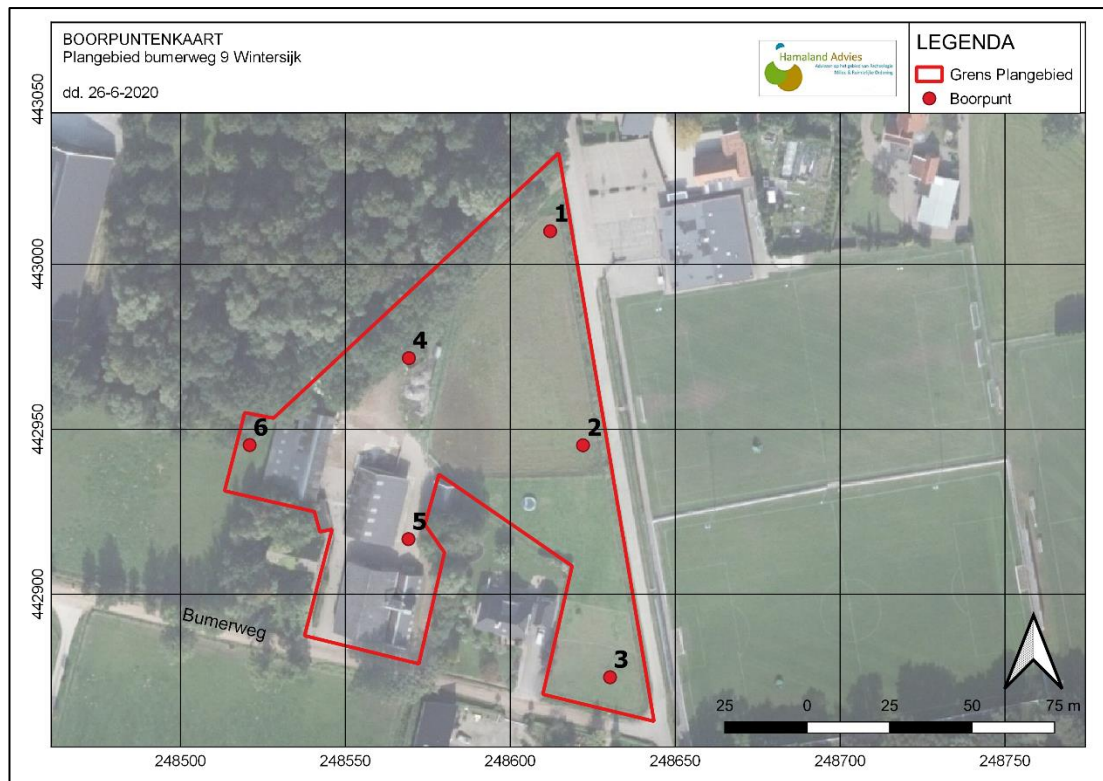 BOORPUNTENKAART
Plangebied bumerweg 9 Wintersijk
dd. 26-6-2020
Hamaland Advies
LEGENDA
Grens Plangebied
Boorpunt
443050
443000
442950
442900
1
4
2
6
5
3
Bumerweg
25 0 25 50 75 m
248500 248550 248600 248650 248700 248750